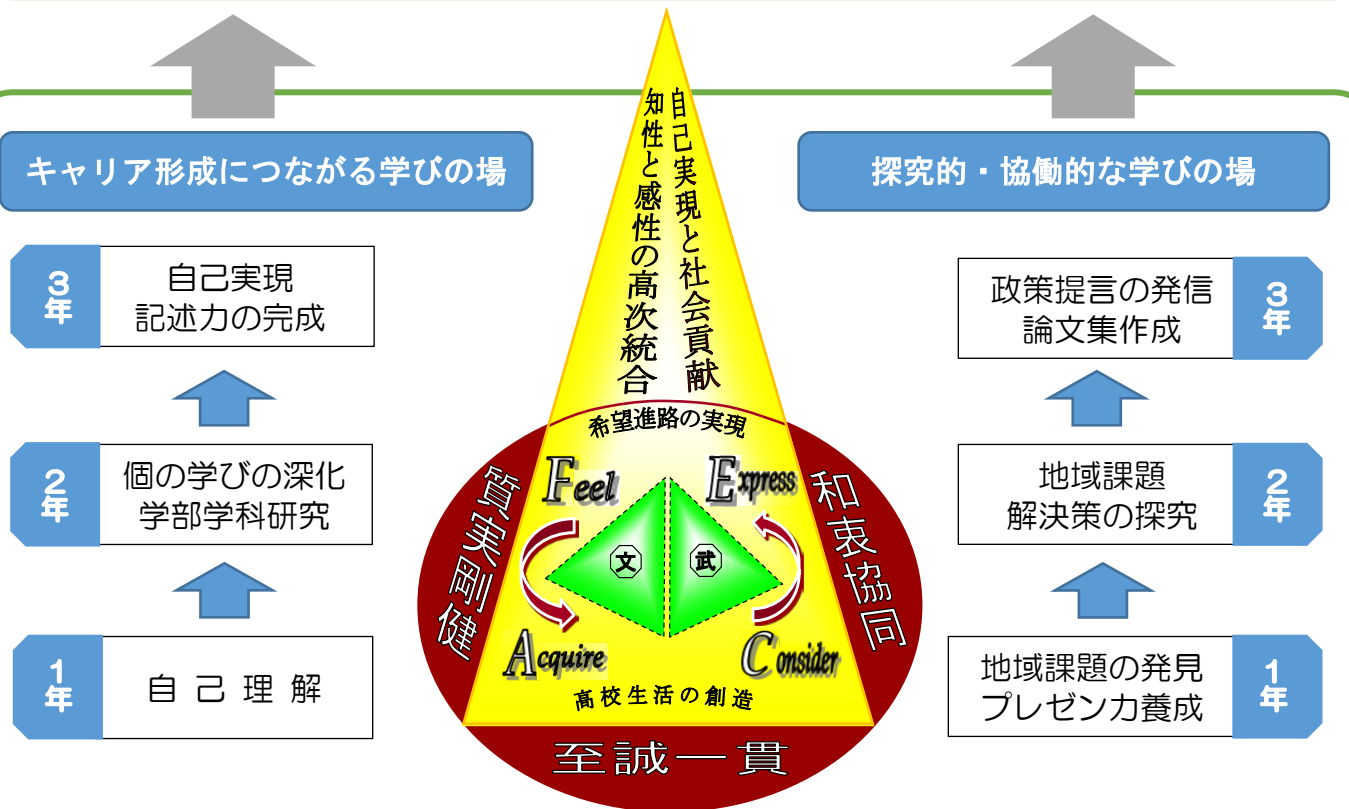 キャリア形成につながる学びの場
3年
自己実現
記述力の完成
2年
個の学びの深化
学部学科研究
1年
自己理解
自己実現と社会貢献
知性と感性の高次統合
希望進路の実現
Feel
Express
文
武
Acquire
Consider
高校生活の創造
質実剛健
和衷協同
至誠一貫
探究的・協働的な学びの場
政策提言の発信
論文集作成
3年
地域課題
解決策の探究
2年
地域課題の発見
プレゼン力養成
1年